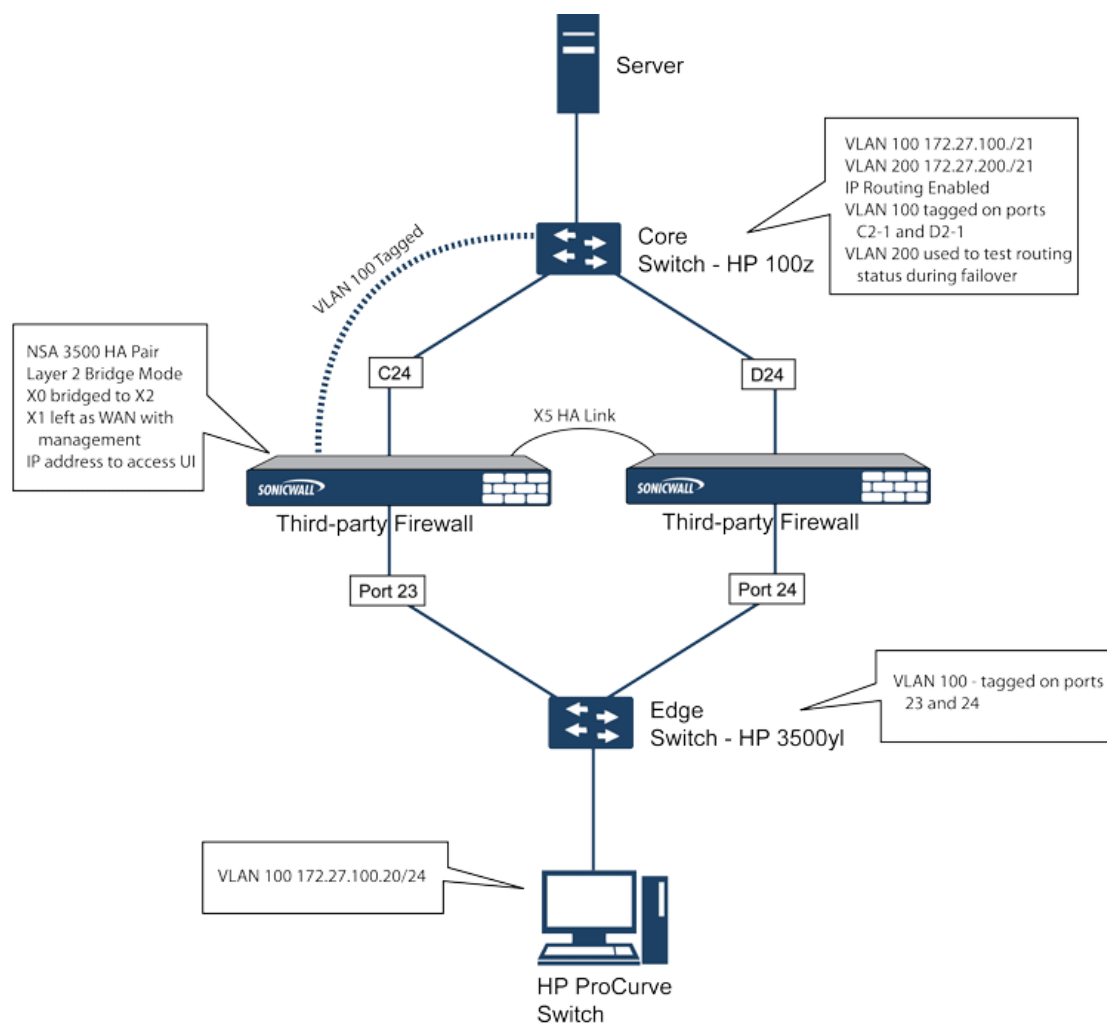 Server
VLAN 100 172.27.100./21
VLAN 200 172.27.200./21
IP Routing Enabled
VLAN 100 tagged on ports
C2-1 and D2-1
VLAN 200 used to test routing
status during failover
Core
Switch - HP 100z
VLAN 100 Tagged
NSA 3500 HA Pair
Layer 2 Bridge Mode
X0 bridged to X2
X1 left as WAN with
management
IP address to access UI
C24
D24
X5 HA Link
SONICWALL
SONICWALL
Third-party Firewall
Third-party Firewall
Port 23
Port 24
VLAN 100 - tagged on ports
23 and 24
Edge
Switch - HP 3500yl
VLAN 100 172.27.100.20/24
HP ProCurve
Switch